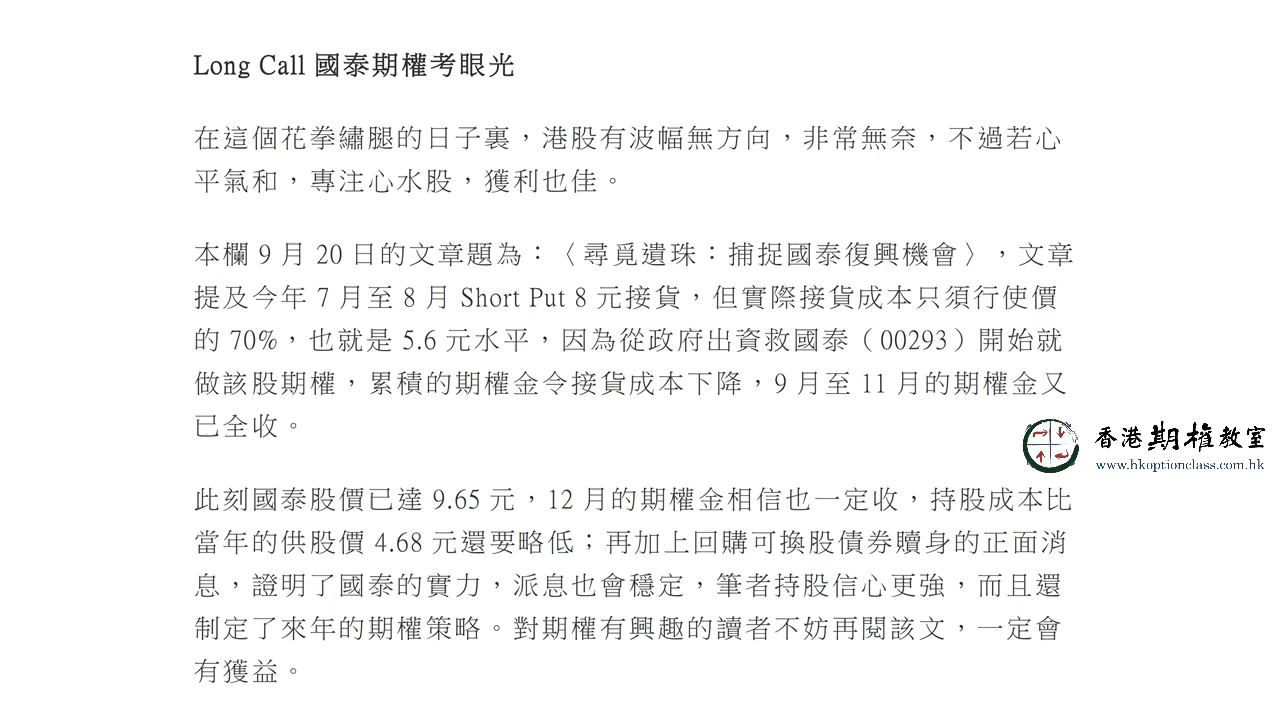 Long Call 國泰期權考眼光
在這個花拳繡腿的日子裏，港股有波幅無方向，非常無奈，不過若心
平氣和，專注心水股，獲利也佳。
本欄 9 月 20 日的文章題為：〈尋覓遺珠：捕捉國泰復興機會〉，文章
提及今年 7 月至 8 月 Short Put 8 元接貨，但實際接貨成本只須行使價
的 70%，也就是 5.6 元水平，因為從政府出資救國泰（00293）開始就
做該股期權，累積的期權金令接貨成本下降，9 月至 11 月的期權金又
已全收。
香港期權教室
www.hkoptionclass.com.hk
此刻國泰股價已達 9.65 元，12 月的期權金相信也一定收，持股成本比
當年的供股價 4.68 元還要略低；再加上回購可換股債券贖身的正面消
息，證明了國泰的實力，派息也會穩定，筆者持股信心更強，而且還
制定了來年的期權策略。對期權有興趣的讀者不妨再閱該文，一定會
有獲益。